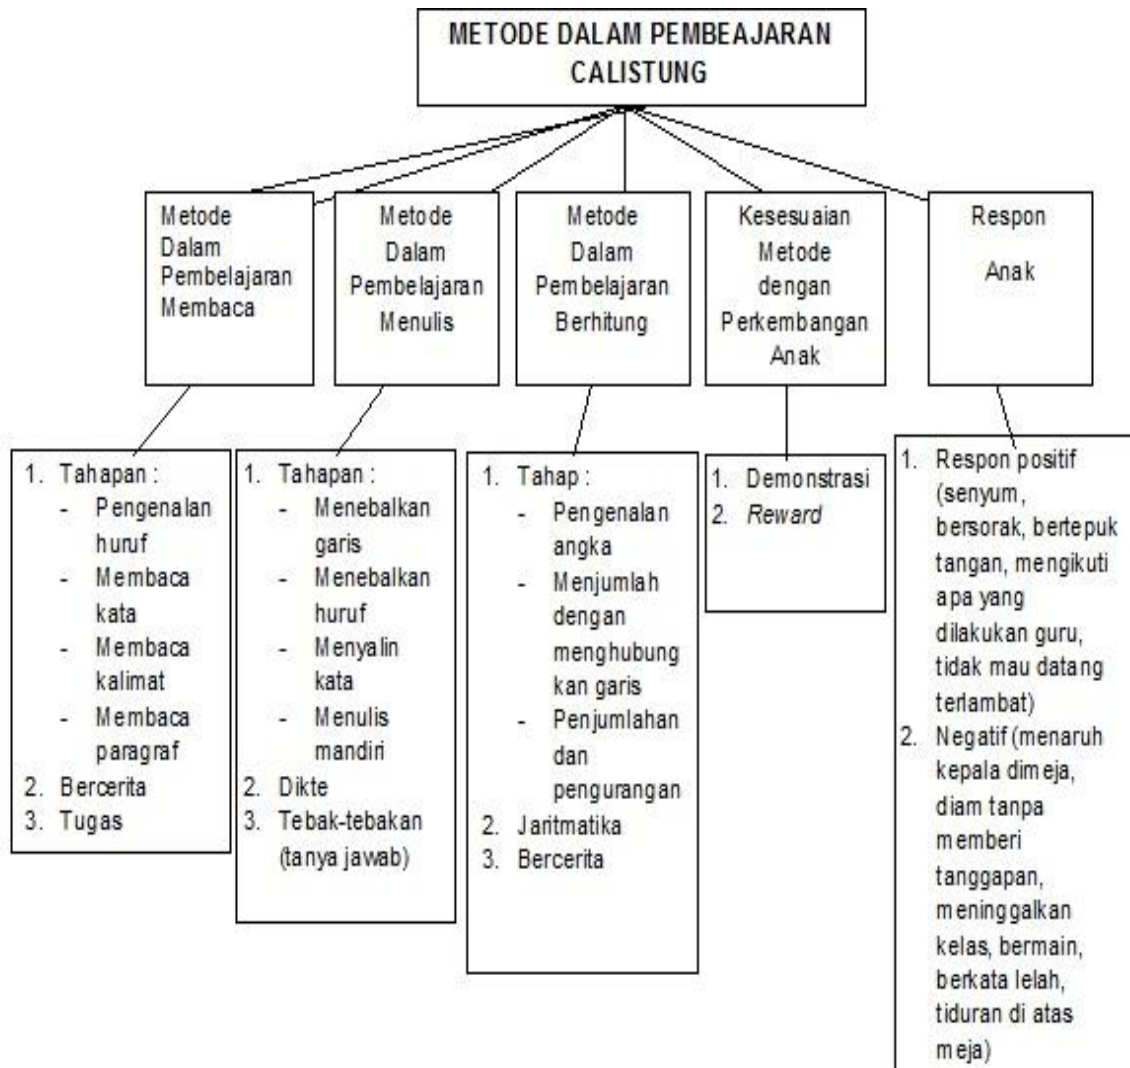 METODE DALAM PEMBEAJARAN
CALISTUNG
Metode
Dalam
Pembelajaran
Membaca
Metode
Dalam
Pembelajaran
Menulis
Metode
Dalam
Pembelajaran
Berhitung
Kesesuaian
Metode
dengan
Perkembangan
Anak
Respon
Anak
1. Tahapan :
- Pengenalan
huruf
- Membaca
kata
- Membaca
kalimat
- Membaca
paragraf
2. Bercerita
3. Tugas
1. Tahapan :
- Menebalkan
garis
- Menebalkan
huruf
- Menyalin
kata
- Menulis
mandiri
2. Dikte
3. Tebak-tebakan
(tanya jawab)
1. Tahap :
- Pengenalan
angka
- Menjumlah
dengan
menghubung
kan garis
- Penjumlahan
dan
pengurangan
2. Jaritmatika
3. Bercerita
1. Demonstrasi
2. Reward
1. Respon positif
(senyum,
bersorak, bertepuk
tangan, mengikuti
apa yang
dilakukan guru,
tidak mau datang
terlambat)
2. Negatif (menaruh
kepala dimeja,
diam tanpa
memberi
tanggapan,
meninggalkan
kelas, bermain,
berkata lelah,
tiduran di atas
meja)